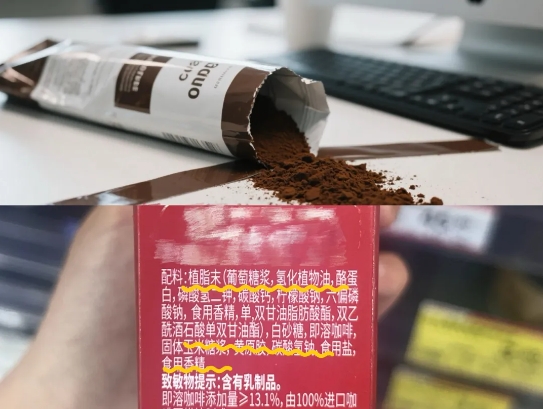 配料:植脂末(葡萄糖浆,氢化植物油,酪蛋
白,磷酸氢二钾,碳酸钙,柠檬酸钠,六偏磷
酸钠,食用香精,单,双甘油脂肪酸酯,双乙
酰酒石酸单双甘油酯),白砂糖,即溶咖啡,
固体玉米糖浆,黄原胶,碳酸氢钠,食用盐,
食用香精
致敏物提示:含有乳制品。
即溶咖啡添加量≥13.1%,由100%进口咖